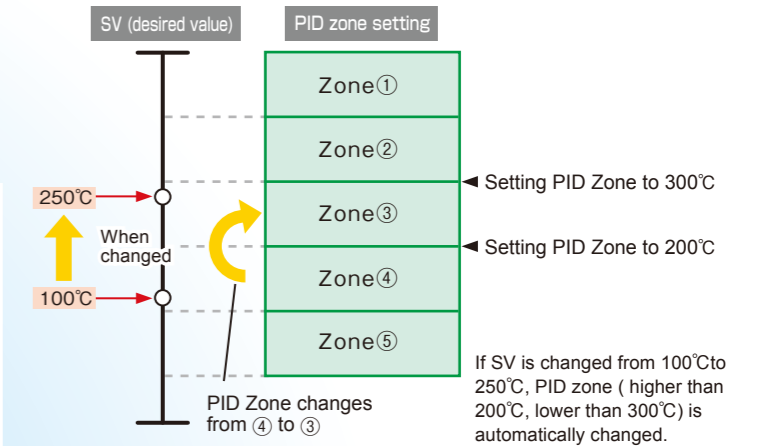 SV (desired value)
PID zone setting
Zone①
Zone②
Setting PID Zone to 300℃
250℃
Zone③
When
changed
Setting PID Zone to 200℃
Zone④
100℃
Zone⑤
If SV is changed from 100℃to
250℃, PID zone ( higher than
200℃, lower than 300℃) is
automatically changed.
PID Zone changes
from ④ to ③